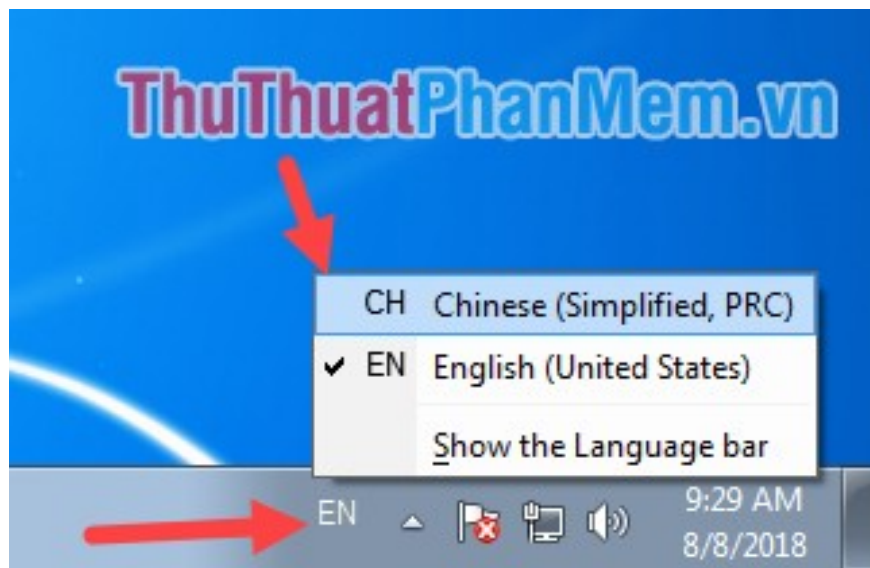 ThuThuatPhanMem.vn
CH Chinese (Simplified, PRC)
EN English (United States)
Show the Language bar
EN
9:29 AM
8/8/2018